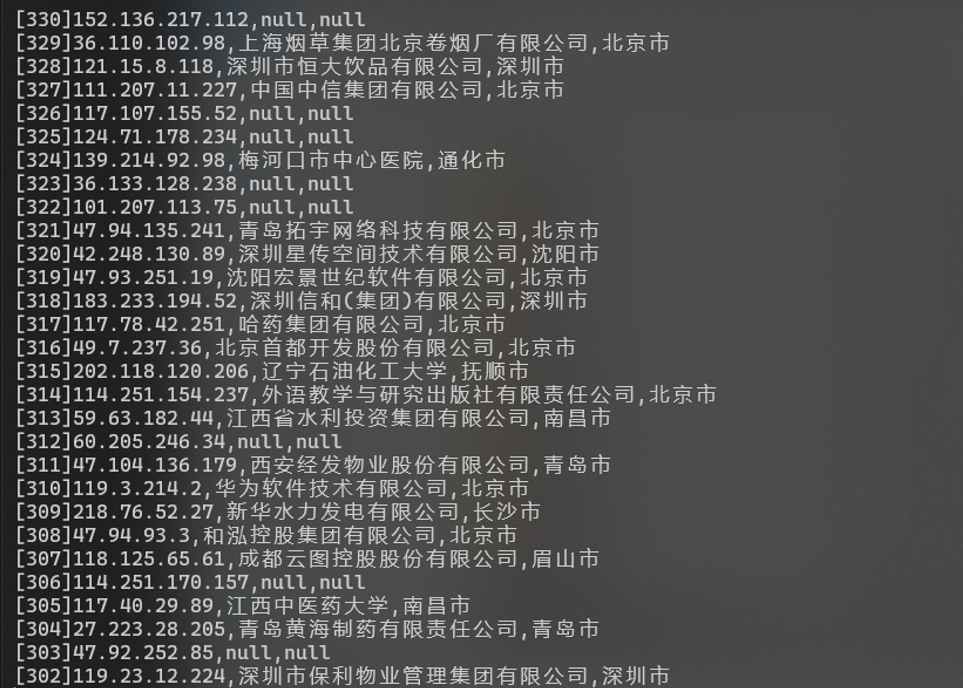 [330]152.136.217.112,null,null
[329]36.110.102.98,上海烟草集团北京卷烟厂有限公司,北京市
[328]121.15.8.118,深圳市恒大饮品有限公司,深圳市
[327]111.207.11.227,中国中信集团有限公司,北京市
[326]117.107.155.52,null,null
[325]124.71.178.234,null,null
[324]139.214.92.98,梅河口市中心医院,通化市
[323]36.133.128.238,null,null
[322]101.207.113.75,null,null
[321]47.94.135.241,青岛拓宇网络科技有限公司,北京市
[320]42.248.130.89,深圳星传空间技术有限公司,沈阳市
[319]47.93.251.19,沈阳宏景世纪软件有限公司,北京市
[318]183.233.194.52,深圳信和(集团)有限公司,深圳市
[317]117.78.42.251,哈药集团有限公司,北京市
[316]49.7.237.36,北京首都开发股份有限公司,北京市
[315]202.118.120.206,辽宁石油化工大学,抚顺市
[314]114.251.154.237,外语教学与研究出版社有限责任公司,北京市
[313]59.63.182.44,江西省水利投资集团有限公司,南昌市
[312]60.205.246.34,null,null
[311]47.104.136.179,西安经发物业股份有限公司,青岛市
[310]119.3.214.2,华为软件技术有限公司,北京市
[309]218.76.52.27,新华水力发电有限公司,长沙市
[308]47.94.93.3,和泓控股集团有限公司,北京市
[307]118.125.65.61,成都云图控股股份有限公司,眉山市
[306]114.251.170.157,null,null
[305]117.40.29.89,江西中医药大学,南昌市
[304]27.223.28.205,青岛黄海制药有限责任公司,青岛市
[303]47.92.252.85,null,null
[302]119.23.12.224,深圳市保利物业管理集团有限公司,深圳市